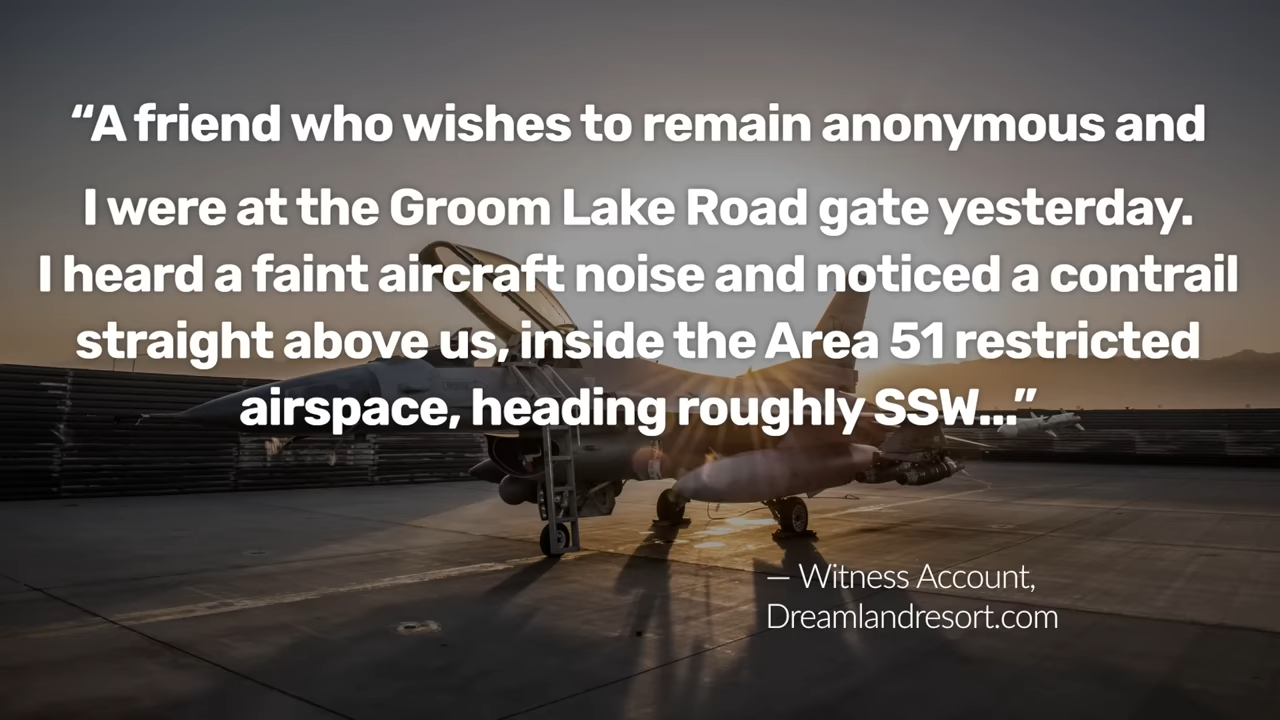 “A friend who wishes to remain anonymous and
I were at the Groom Lake Road gate yesterday.
I heard a faint aircraft noise and noticed a contrail
straight above us, inside the Area 51 restricted
airspace, heading roughly SSW...”
— Witness Account,
Dreamlandresort.com